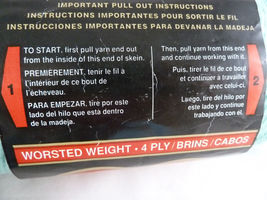 IMPORTANT PULL OUT INSTRUCTIONS
INSTRUCTIONS IMPORTANTES POUR SORTIR LE FIL
INSTRUCCIONES IMPORTANTES PARA DEVANAR LA MADEJA
1
TO START, first pull yarn end out
from the inside of this end of skein.
PREMIEREMENT, tenir le fil a
l'intérieur de ce bout de
l'écheveau.
PARA EMPEZAR, tire por este
lado del hilo que está dentro
de la madeja.
Then, pull yarn from this end
and continue working with it.
Puis, tirer le fil de ce bout
et continuer a travailler
avec celui-ci.
Luego, tire del hilo por
este lado y continue
trabajando con el.
2
WORSTED WEIGHT • 4 PLY/BRINS/CABOS